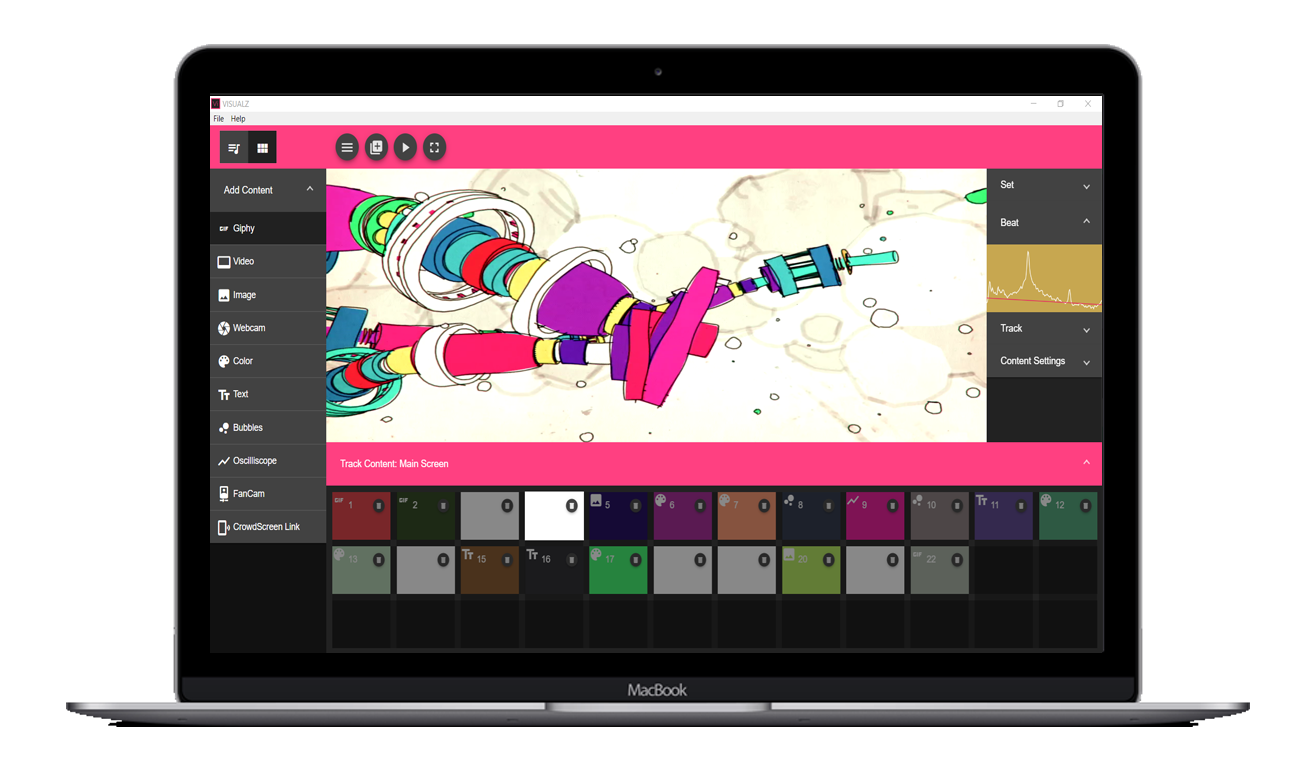 VISUALZ
File Help
Add Content
GIF Giphy
Video
Image
Webcam
Color
Tт Text
Bubbles
Oscilliscope
FanCam
CrowdScreen Link
Set
Beat
Track
Content Settings
Track Content: Main Screen
GIF 1
GIF 2
5
6
7
8
9
10
Tт 11
12
13
Tт 15
Tт 16
17
20
GIF 22
MacBook